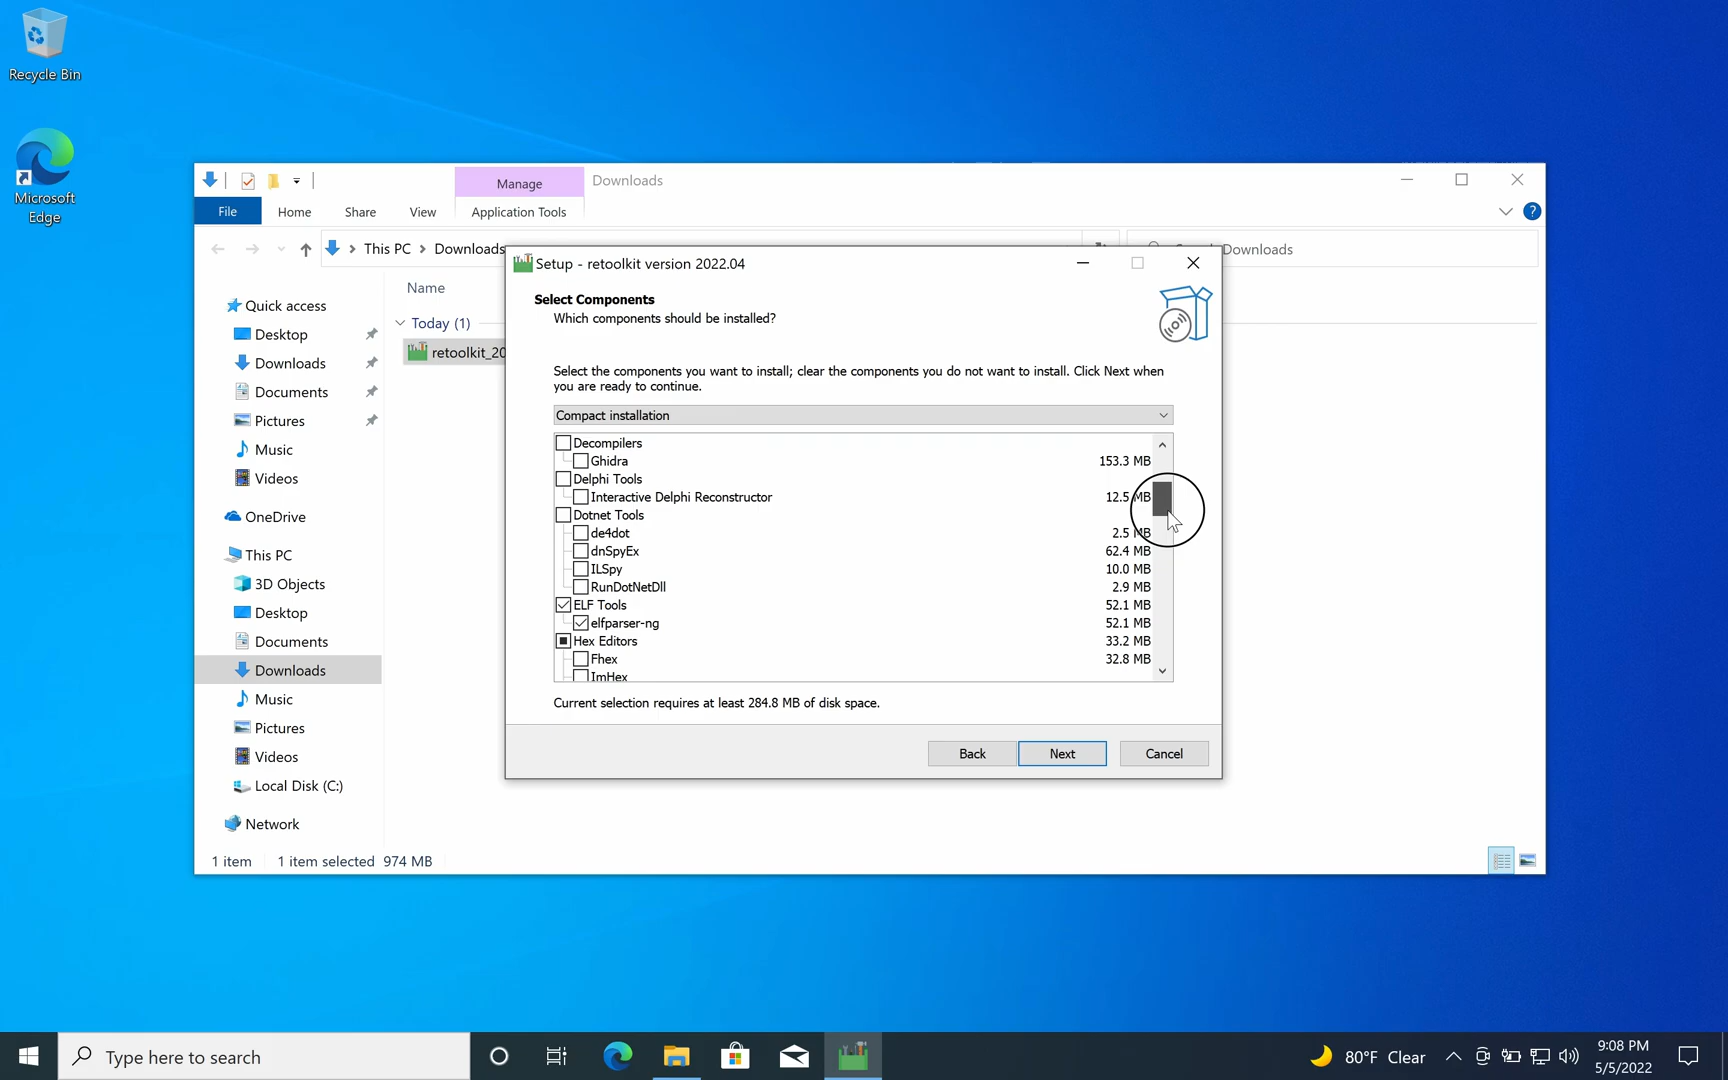 Recycle Bin
Microsoft
Edge
Manage
Downloads
File
Home
Share
View
Application Tools
This PC
Downloads
Downloads
Name
Today (1)
retoolkit_20
Quick access
Desktop
Downloads
Documents
Pictures
Music
Videos
OneDrive
This PC
3D Objects
Desktop
Documents
Downloads
Music
Pictures
Videos
Local Disk (C:)
Network
1 item
1 item selected
974 MB
Setup - retoolkit version 2022.04
Select Components
Which components should be installed?
Select the components you want to install; clear the components you do not want to install. Click Next when
you are ready to continue.
Compact installation
Decompilers
Ghidra 153.3 MB
Delphi Tools
Interactive Delphi Reconstructor 12.5 MB
Dotnet Tools
de4dot 2.5 MB
dnSpyEx 62.4 MB
ILSpy 10.0 MB
RunDotNetDll 2.9 MB
ELF Tools 52.1 MB
elfparser-ng 52.1 MB
Hex Editors 33.2 MB
Fhex 32.8 MB
ImHex
Current selection requires at least 284.8 MB of disk space.
Back
Next
Cancel
Type here to search
80°F Clear
9:08 PM
5/5/2022